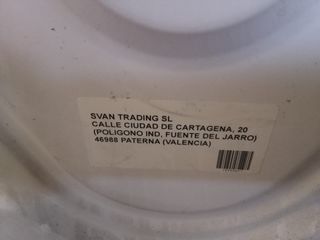 SVAN TRADING SL
CALLE CIUDAD DE CARTAGENA, 20
(POLIGONO IND, FUENTE DEL JARRO)
46988 PATERNA (VALENCIA)